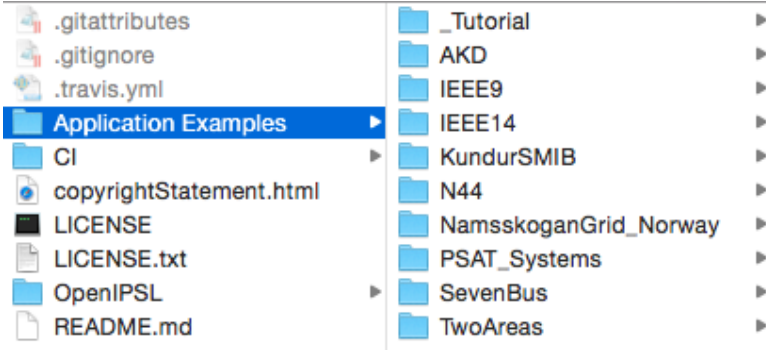 .gitattributes
.gitignore
.travis.yml
Application Examples
CI
copyrightStatement.html
LICENSE
LICENSE.txt
OpenIPSL
README.md
_Tutorial
AKD
IEEE9
IEEE14
KundurSMIB
N44
NamsskoganGrid_Norway
PSAT_Systems
SevenBus
TwoAreas